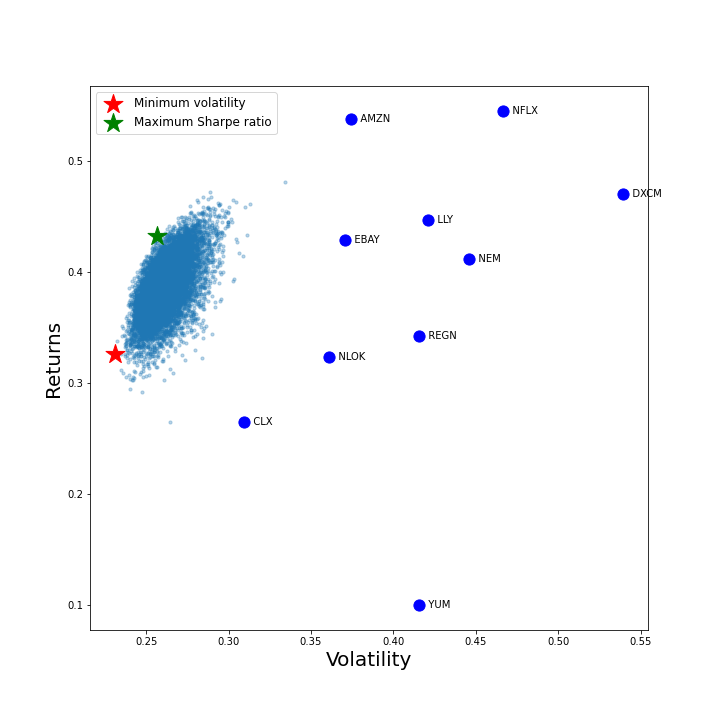 Minimum volatility
Maximum Sharpe ratio
NFLX
AMZN
DXCM
LLY
EBAY
NEM
REGN
NLOK
CLX
YUM
0.5
0.4
0.3
0.2
0.1
Returns
0.25 0.30 0.35 0.40 0.45 0.50 0.55
Volatility